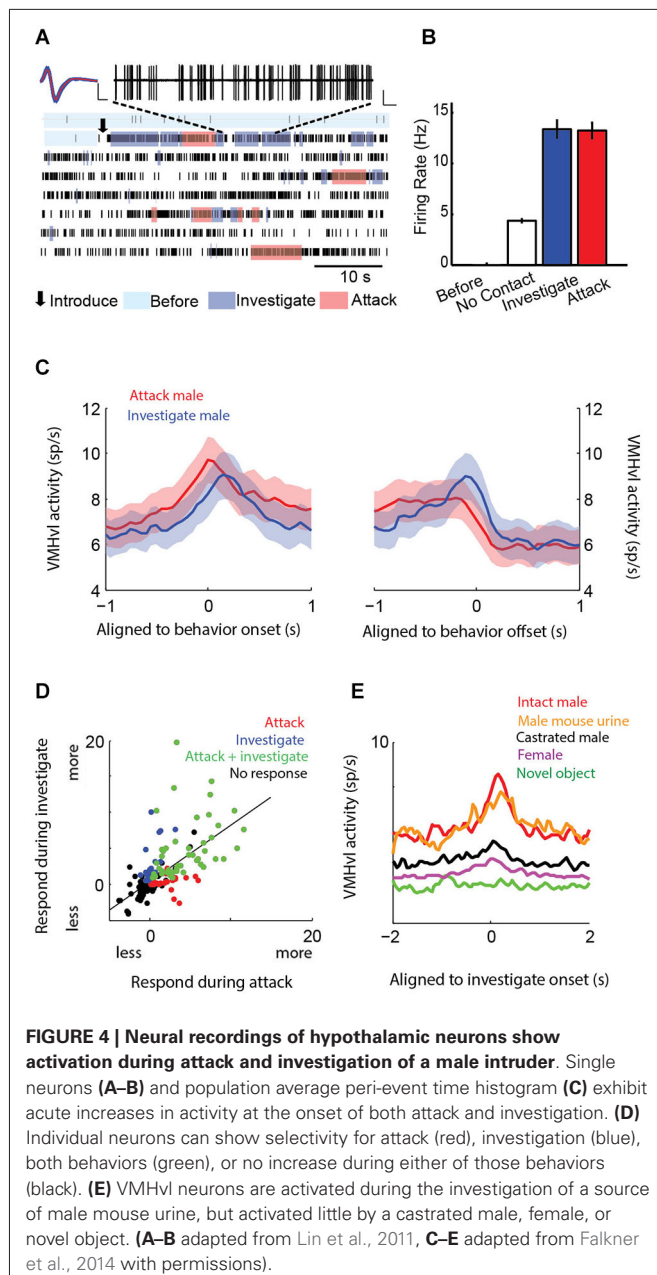 A
B
10 s
Introduce Before Investigate Attack
Firing Rate (Hz)
15
10
5
0
Before
No Contact
Investigate
Attack
C
Attack male
Investigate male
VMHvl activity (sp/s)
12
10
8
6
4
−1 0 1
Aligned to behavior onset (s)
12
10
8
6
4
VMHvl activity (sp/s)
−1 0 1
Aligned to behavior offset (s)
D
Attack
Investigate
Attack + investigate
No response
Respond during investigate
less more
20
0
0 20
less more
Respond during attack
E
Intact male
Male mouse urine
Castrated male
Female
Novel object
VMHvl activity (sp/s)
10
0
−2 0 2
Aligned to investigate onset (s)
FIGURE 4 | Neural recordings of hypothalamic neurons show
activation during attack and investigation of a male intruder. Single
neurons (A–B) and population average peri-event time histogram (C) exhibit
acute increases in activity at the onset of both attack and investigation. (D)
Individual neurons can show selectivity for attack (red), investigation (blue),
both behaviors (green), or no increase during either of those behaviors
(black). (E) VMHvl neurons are activated during the investigation of a source
of male mouse urine, but activated little by a castrated male, female, or
novel object. (A–B adapted from Lin et al., 2011, C–E adapted from Falkner
et al., 2014 with permissions).